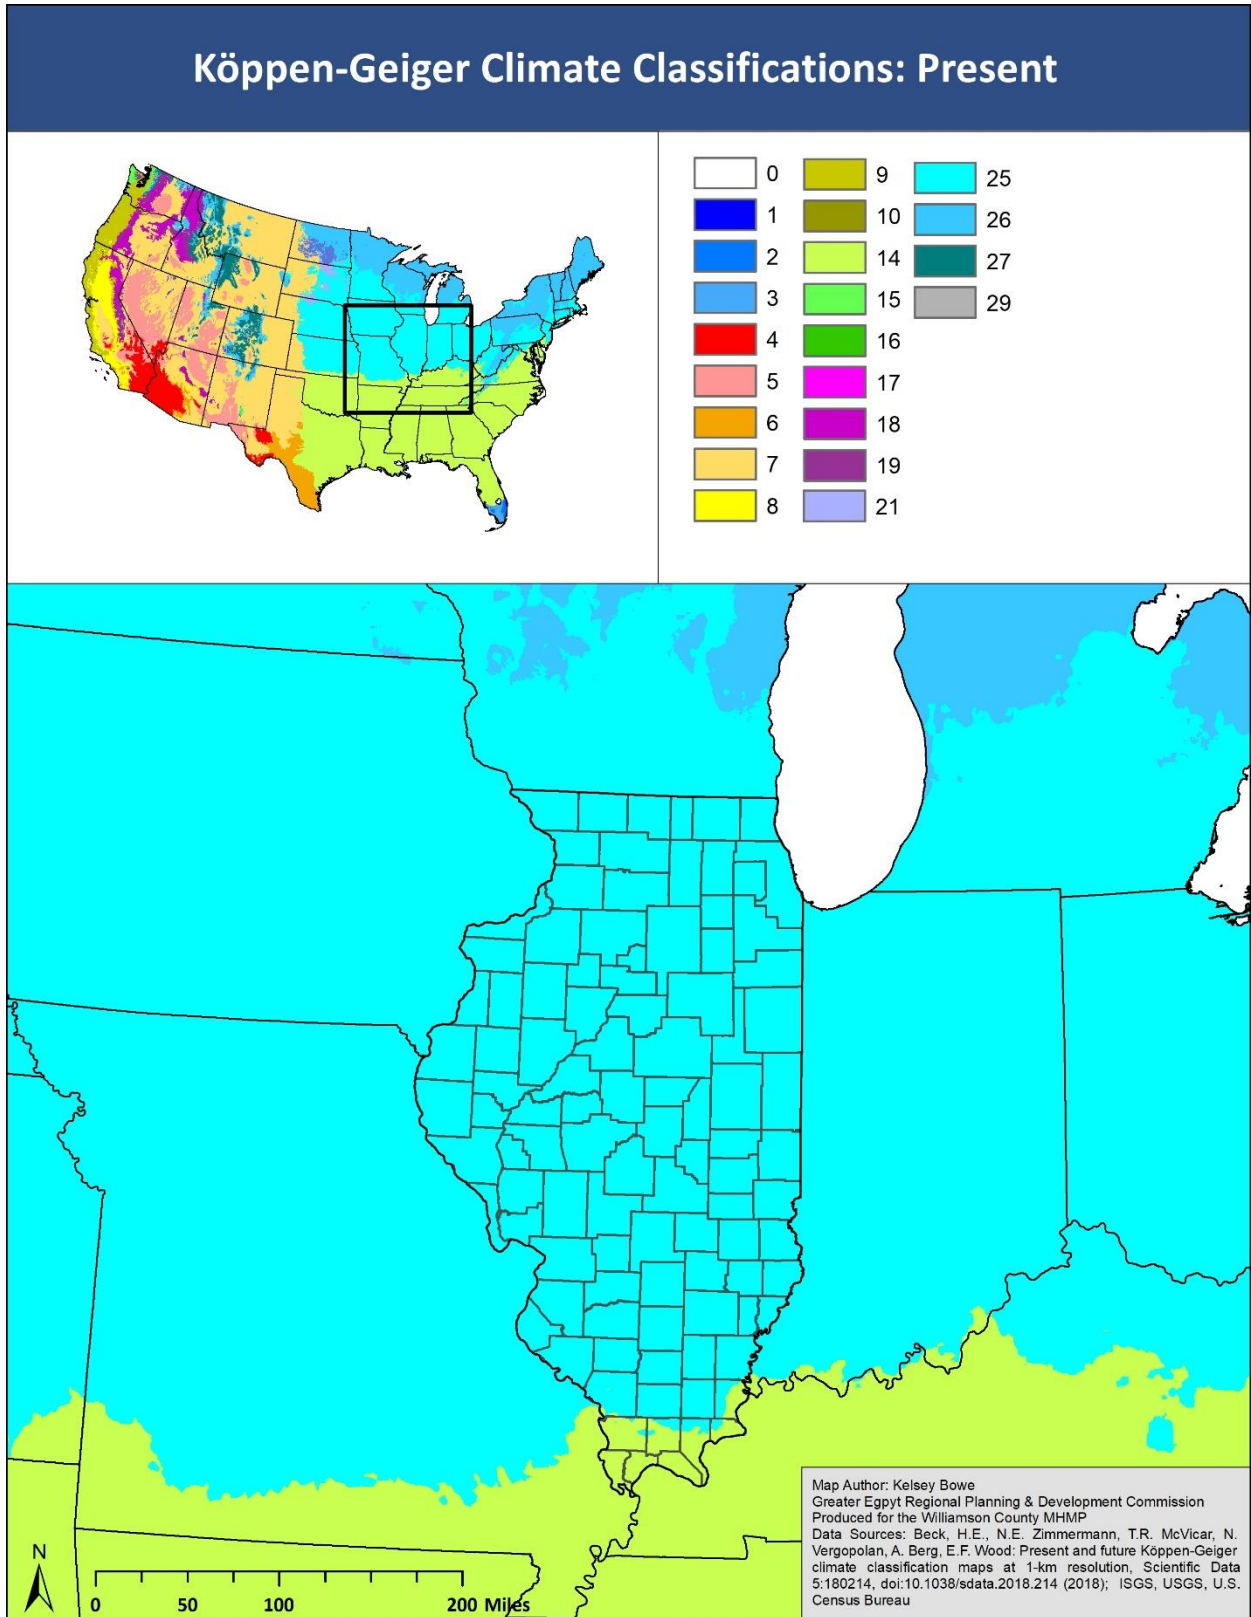 Köppen-Geiger Climate Classifications: Present
0
1
2
3
4
5
6
7
8
9
10
14
15
16
17
18
19
21
25
26
27
29
N
0 50 100 200 Miles
Map Author: Kelsey Bowe
Greater Egpyt Regional Planning & Development Commission
Produced for the Williamson County MHMP
Data Sources: Beck, H.E., N.E. Zimmermann, T.R. McVicar, N.
Vergopolan, A. Berg, E.F. Wood: Present and future Köppen-Geiger
climate classification maps at 1-km resolution, Scientific Data
5:180214, doi:10.1038/sdata.2018.214 (2018); ISGS, USGS, U.S.
Census Bureau